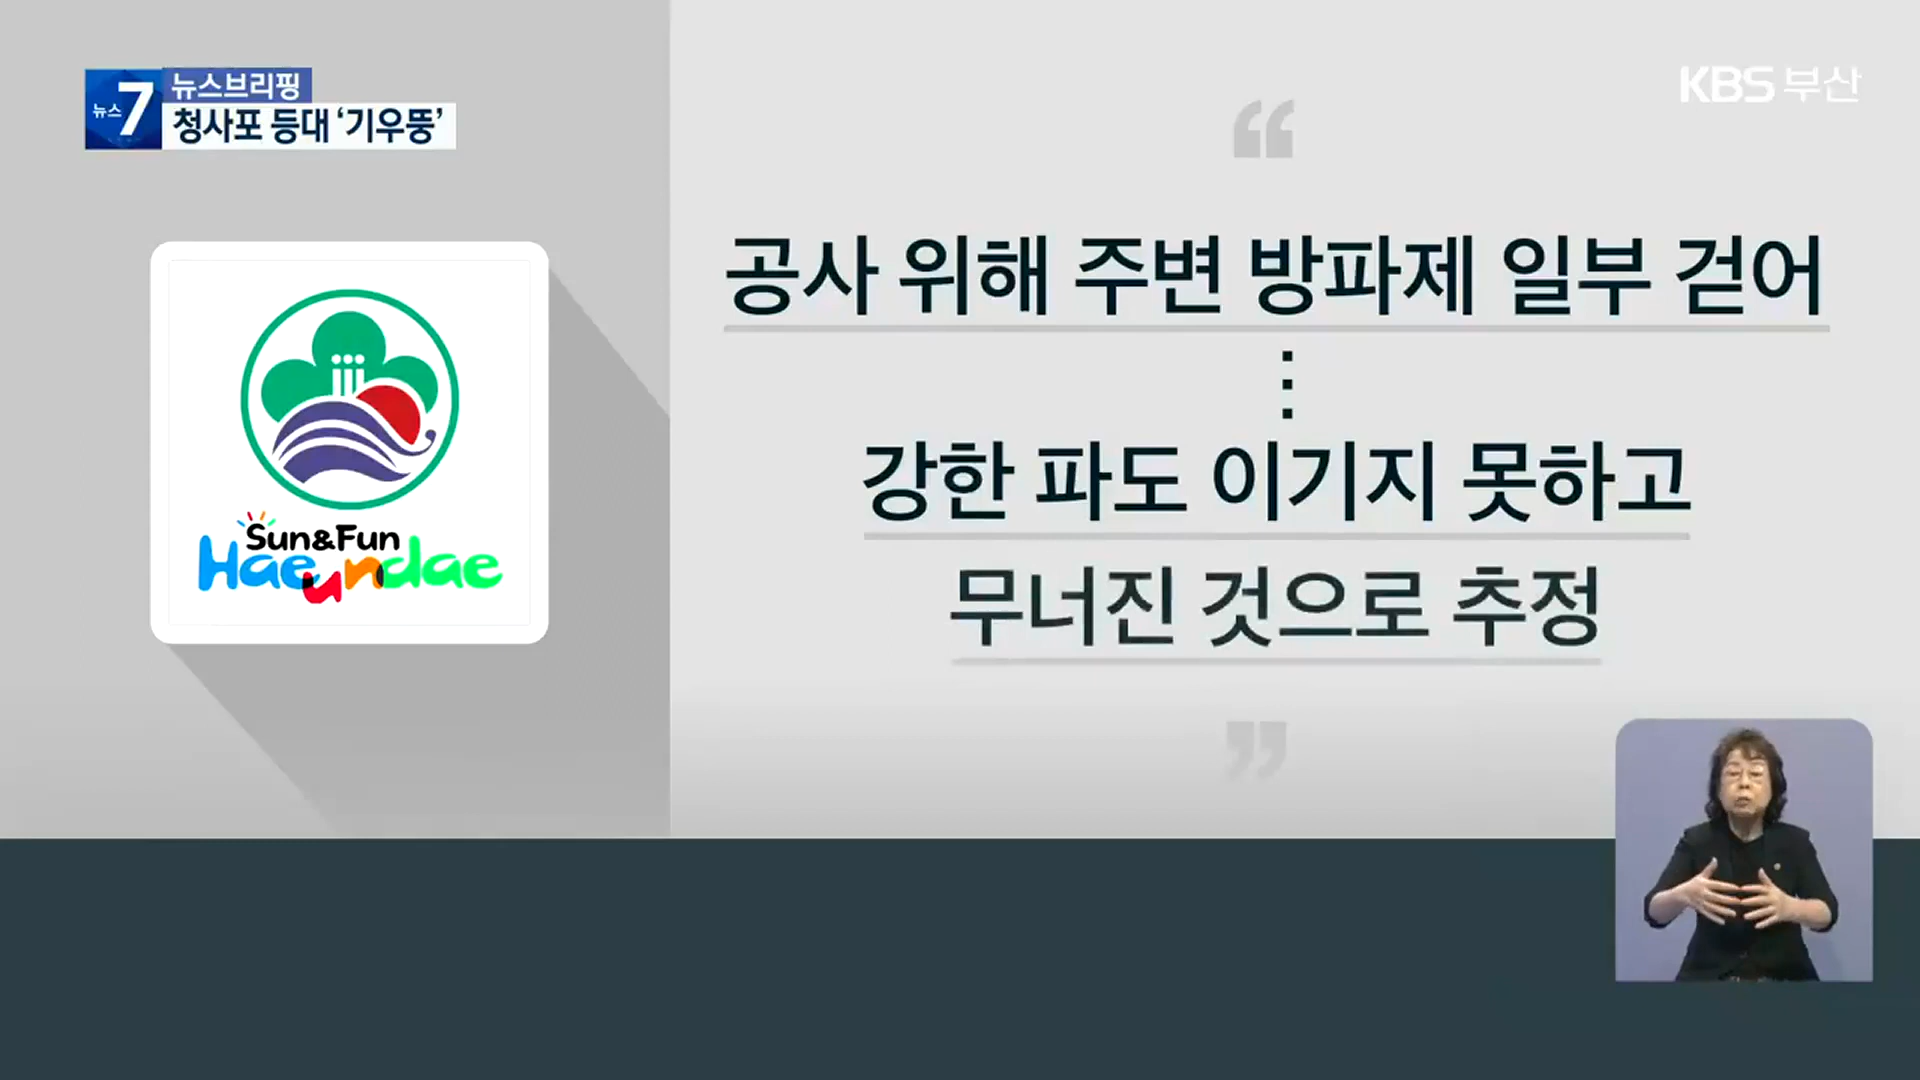 뉴스7
뉴스브리핑
청사포 등대 ‘기우뚱’
KBS 부산
“
공사 위해 주변 방파제 일부 걷어
⋮
강한 파도 이기지 못하고
무너진 것으로 추정
”
Sun&Fun
Haeundae